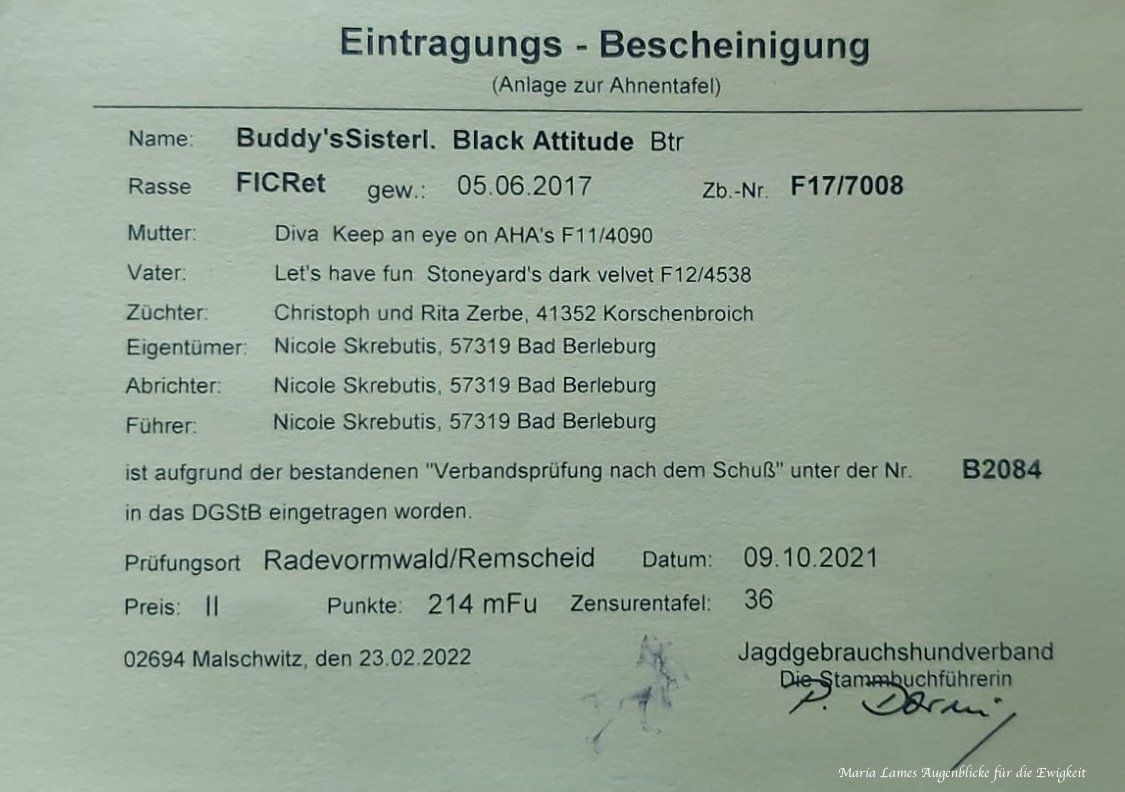 Eintragungs - Bescheinigung
(Anlage zur Ahnentafel)
Name: Buddy'sSisterl. Black Attitude Btr
Rasse FlCRet gew.: 05.06.2017 Zb.-Nr. F17/7008
Mutter: Diva Keep an eye on AHA's F11/4090
Vater: Let's have fun Stoneyard's dark velvet F12/4538
Züchter: Christoph und Rita Zerbe, 41352 Korschenbroich
Eigentümer: Nicole Skrebutis, 57319 Bad Berleburg
Abrichter: Nicole Skrebutis, 57319 Bad Berleburg
Führer: Nicole Skrebutis, 57319 Bad Berleburg
ist aufgrund der bestandenen "Verbandsprüfung nach dem Schuß" unter der Nr. B2084
in das DGStB eingetragen worden.
Prüfungsort Radevormwald/Remscheid Datum: 09.10.2021
Preis: II Punkte: 214 mFu Zensurentafel: 36
02694 Malschwitz, den 23.02.2022
Jagdgebrauchshundverband
Die Stammbuchführerin
P.
Maria Lames Augenblicke für die Ewigkeit